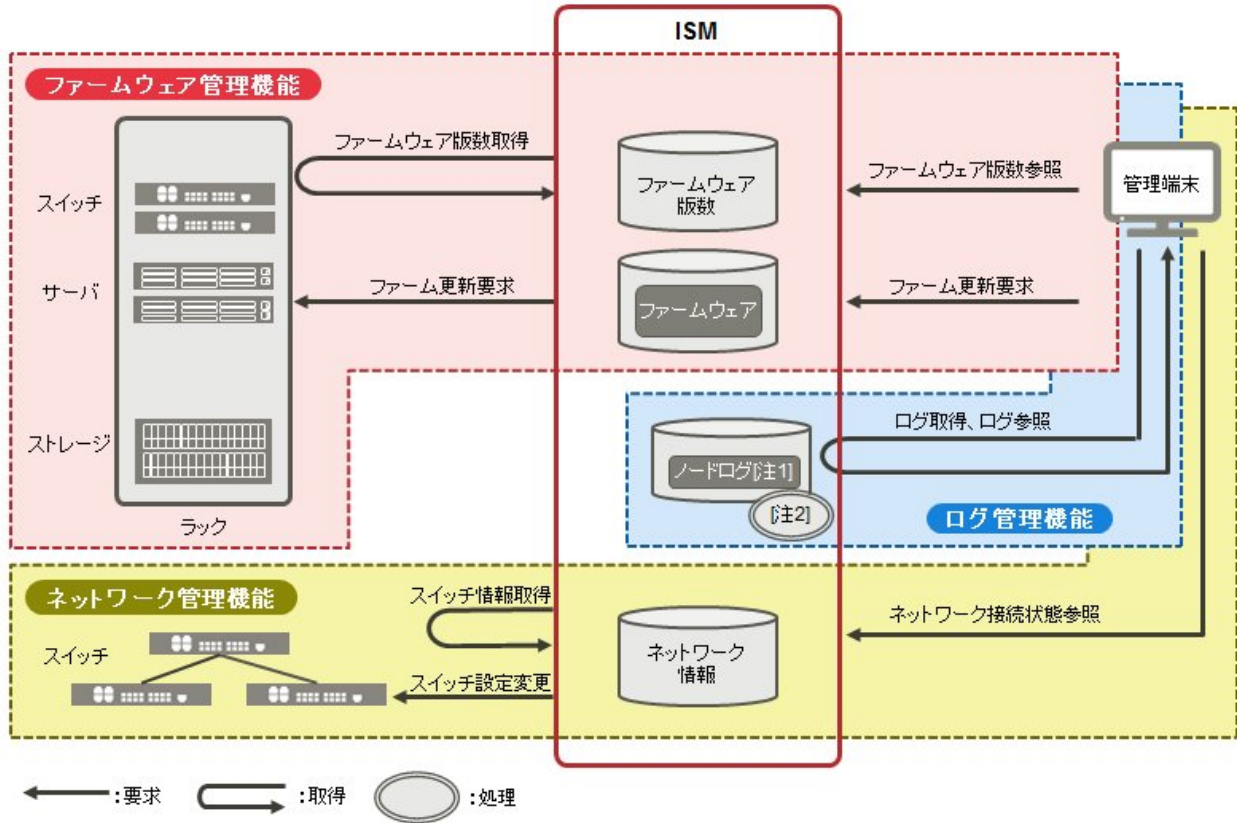 ISM
ファームウェア管理機能
ファームウェア版数取得
ファームウェア
版数
ファームウェア版数参照
管理端末
スイッチ
サーバ
ファーム更新要求
ファームウェア
ファーム更新要求
ストレージ
ラック
ログ取得、ログ参照
ノードログ[注1]
[注2]
ログ管理機能
ネットワーク管理機能
スイッチ情報取得
ネットワーク接続状態参照
スイッチ
ネットワーク
情報
スイッチ設定変更
:要求
:取得
:処理